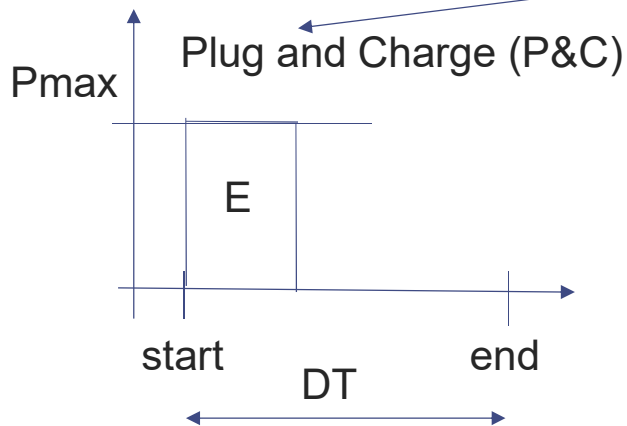 Plug and Charge (P&C)
Pmax
E
start
end
DT